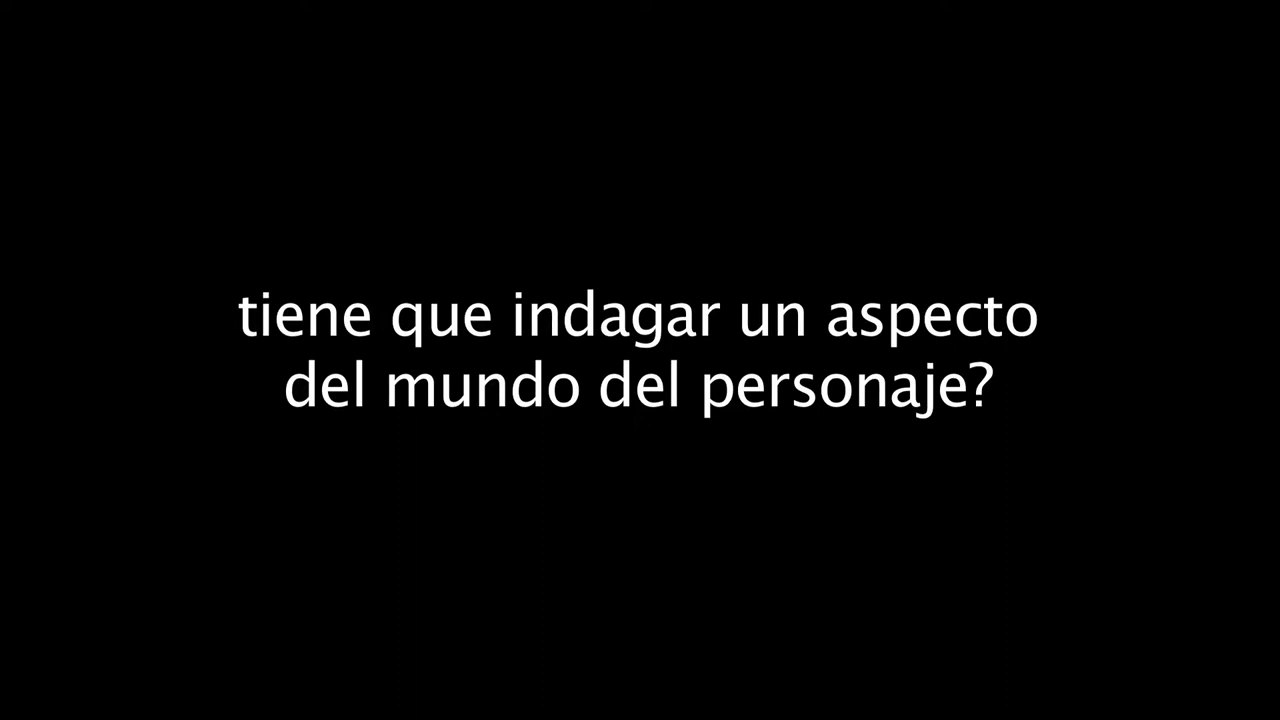 tiene que indagar un aspecto
del mundo del personaje?